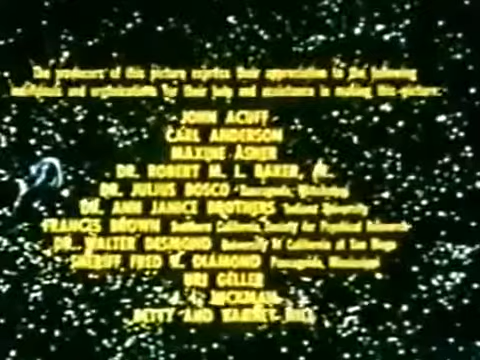 The producers of this picture express their appreciation to the following
individuals and organizations for their help and assistance in making this picture:
JOHN ACUFF
CARL ANDERSON
MAXINE ASHER
DR. ROBERT M. L. BAKER, JR.
DR. JULIUS BOSCO Pascagoula, Mississippi
DR. ANN JANICE BROTHERS Indiana University
FRANCES BROWN Southern California Society for Psychical Research
DR. WALTER DESMOND University of California at San Diego
SHERIFF FRED R. DIAMOND Pascagoula, Mississippi
URI GELLER
HICKMAN
BETTY AND BARNEY HILL